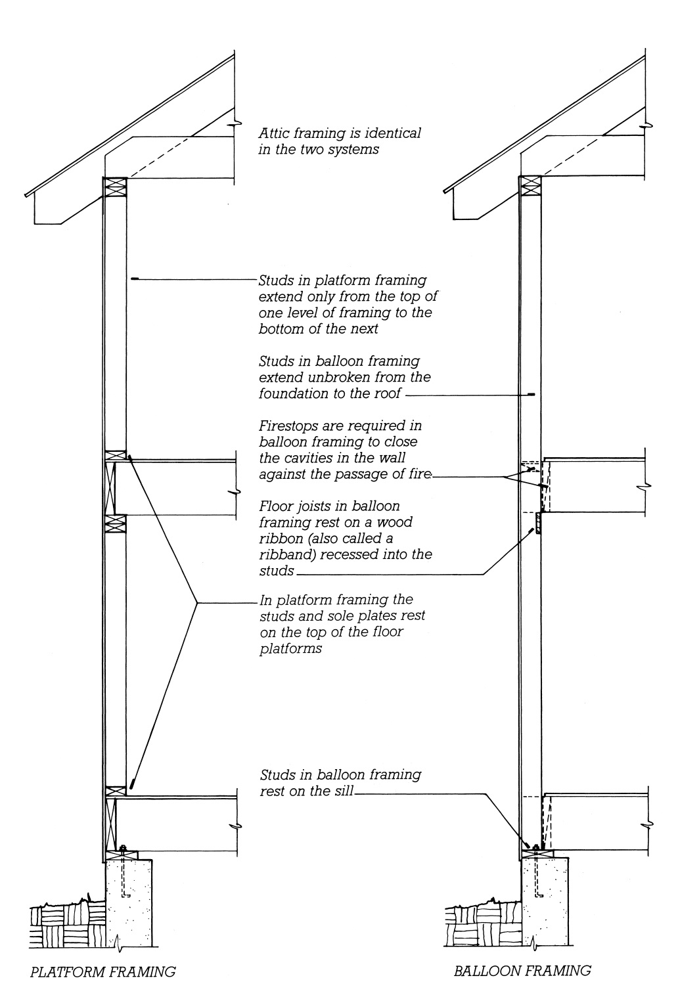 Attic framing is identical
in the two systems
Studs in platform framing
extend only from the top of
one level of framing to the
bottom of the next
Studs in balloon framing
extend unbroken from the
foundation to the roof
Firestops are required in
balloon framing to close
the cavities in the wall
against the passage of fire
Floor joists in balloon
framing rest on a wood
ribbon (also called a
ribband) recessed into the
studs
In platform framing the
studs and sole plates rest
on the top of the floor
platforms
Studs in balloon framing
rest on the sill
PLATFORM FRAMING
BALLOON FRAMING